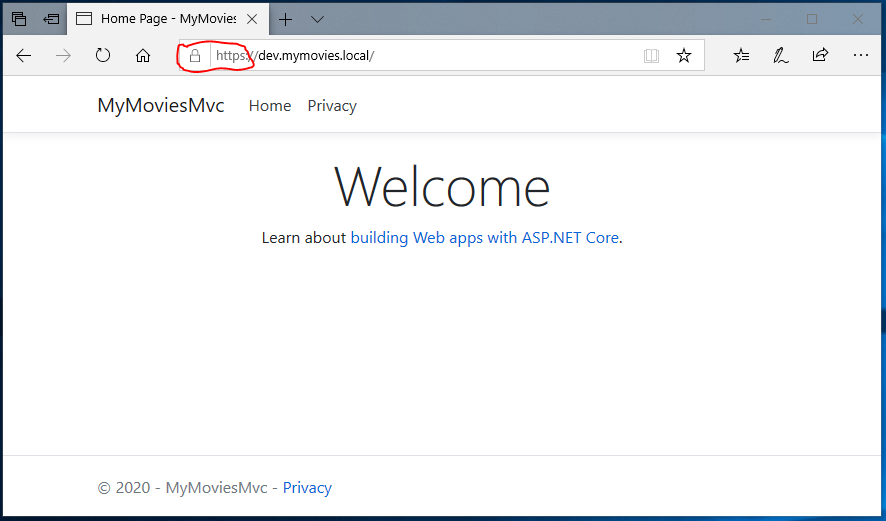 Home Page - MyMovies
https://dev.mymovies.local/
MyMoviesMvc Home Privacy
Welcome
Learn about building Web apps with ASP.NET Core.
© 2020 - MyMoviesMvc - Privacy